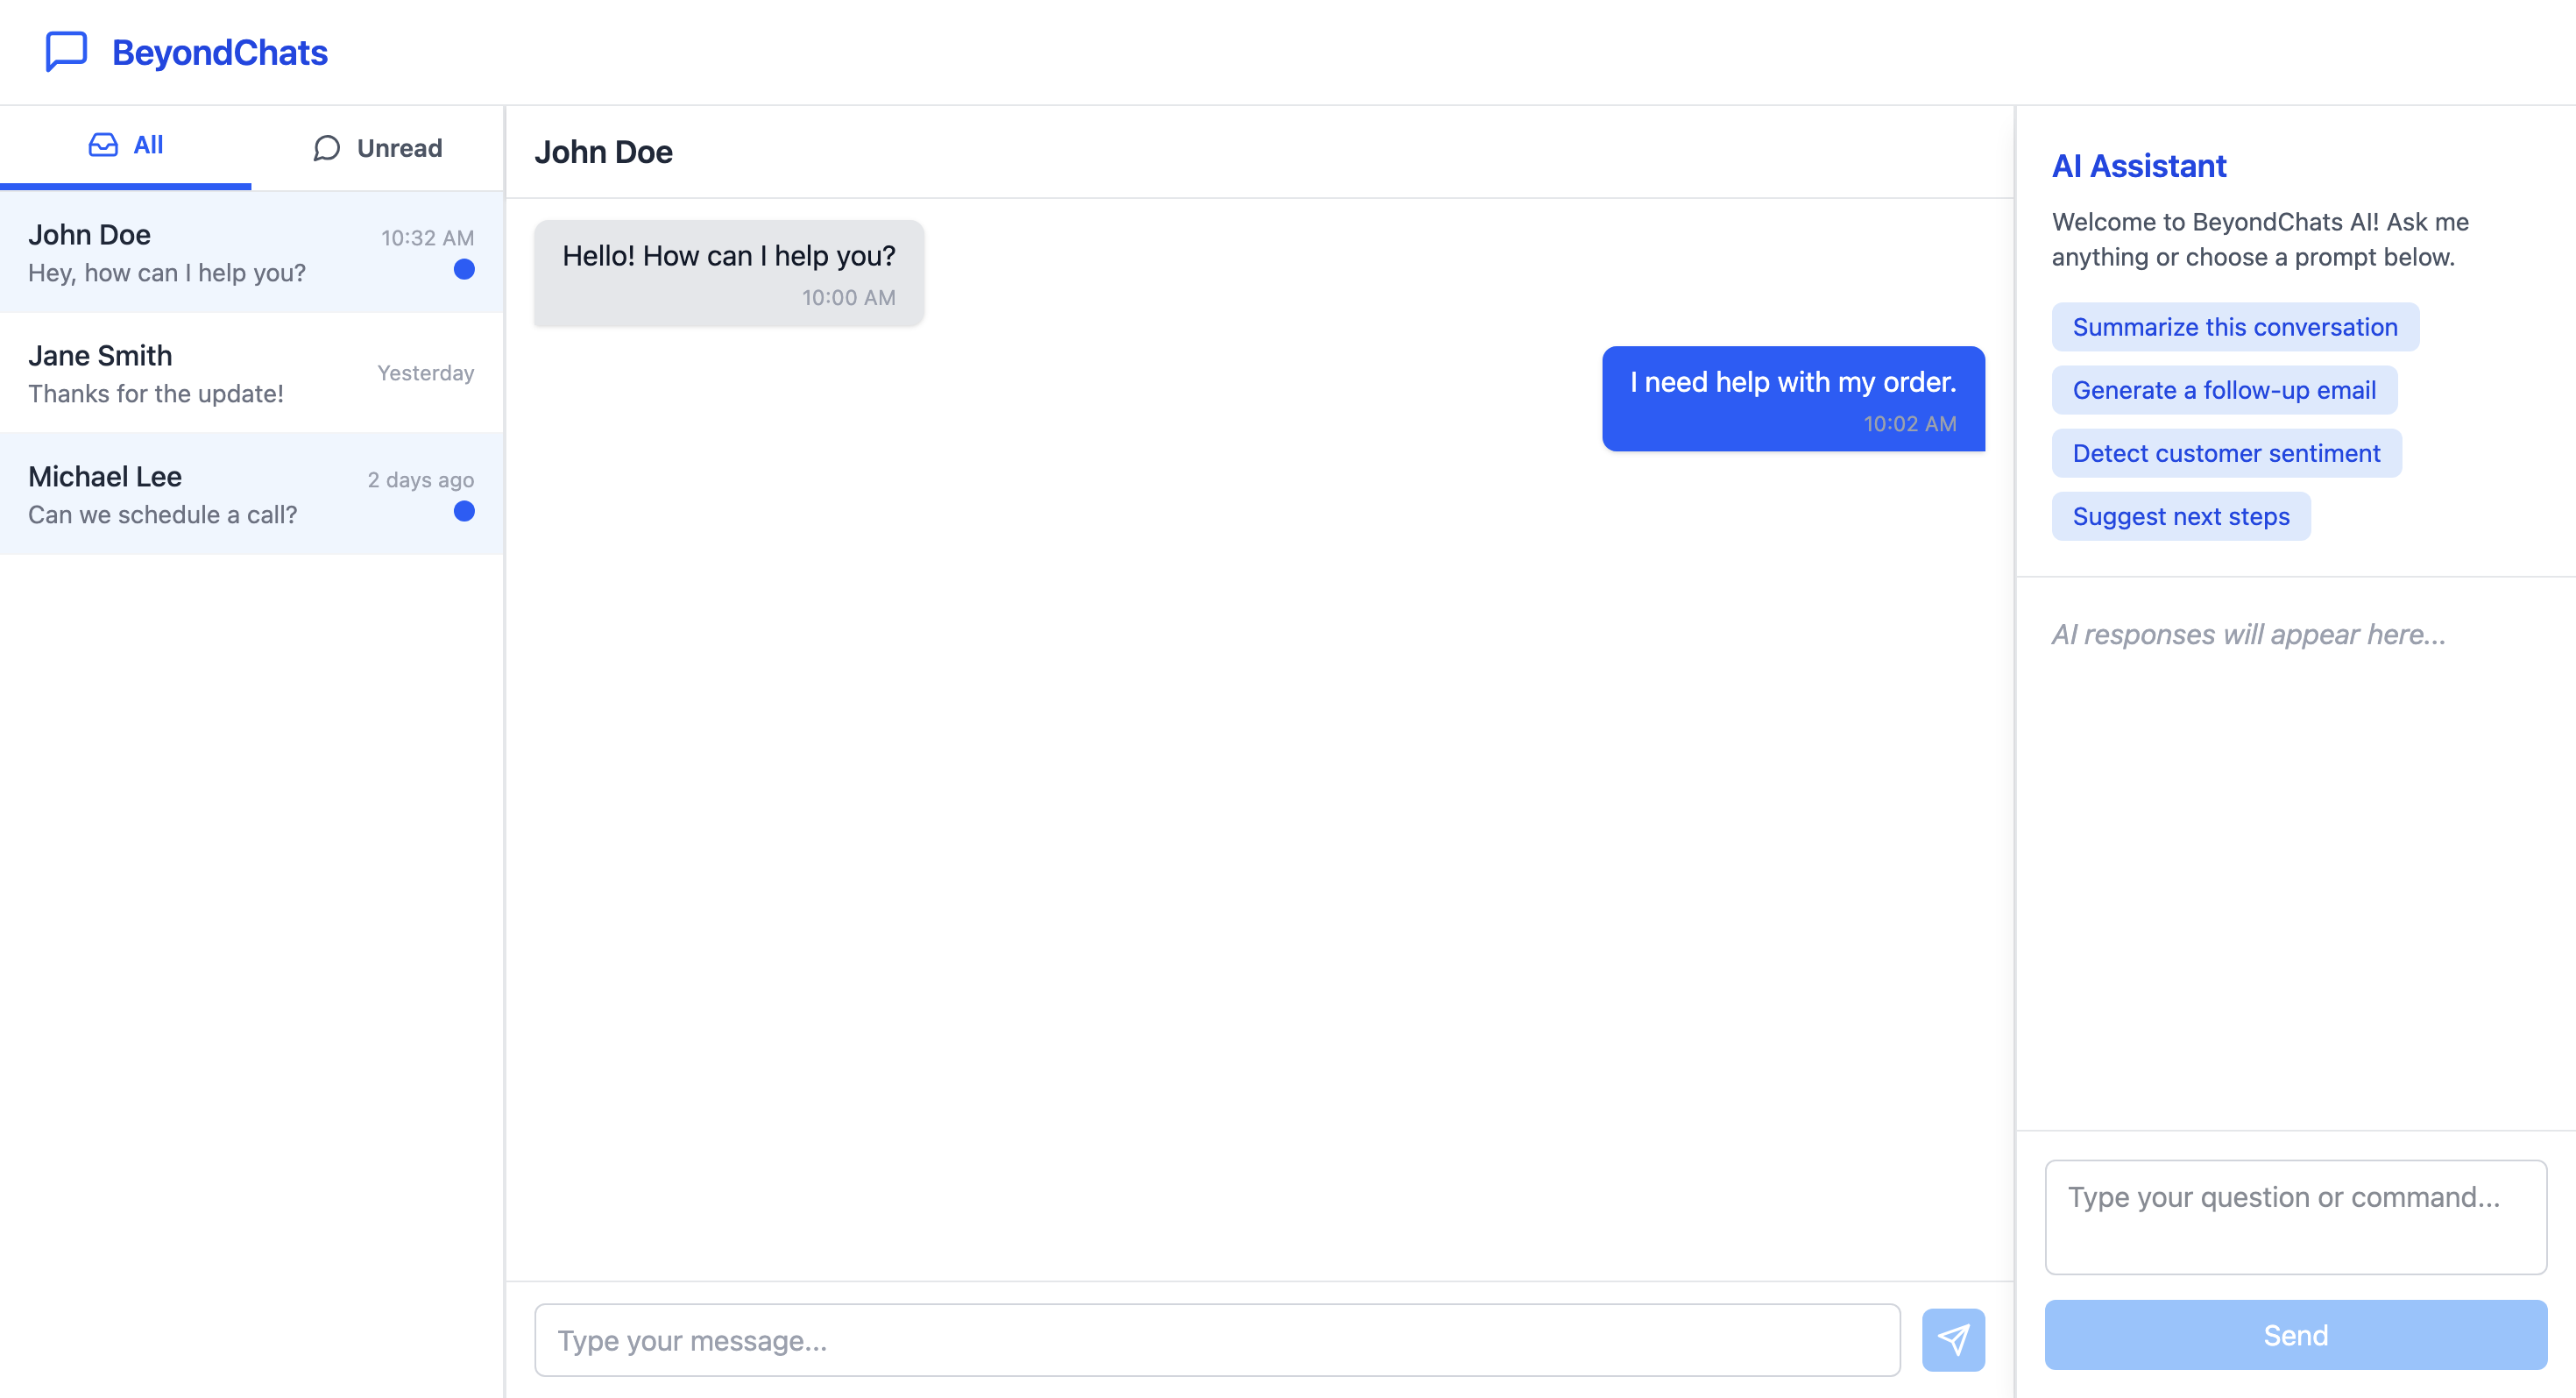 BeyondChats
All
Unread
John Doe
10:32 AM
Hey, how can I help you?
Jane Smith
Yesterday
Thanks for the update!
Michael Lee
2 days ago
Can we schedule a call?
John Doe
Hello! How can I help you?
10:00 AM
I need help with my order.
10:02 AM
Type your message...
AI Assistant
Welcome to BeyondChats AI! Ask me
anything or choose a prompt below.
Summarize this conversation
Generate a follow-up email
Detect customer sentiment
Suggest next steps
AI responses will appear here...
Type your question or command...
Send